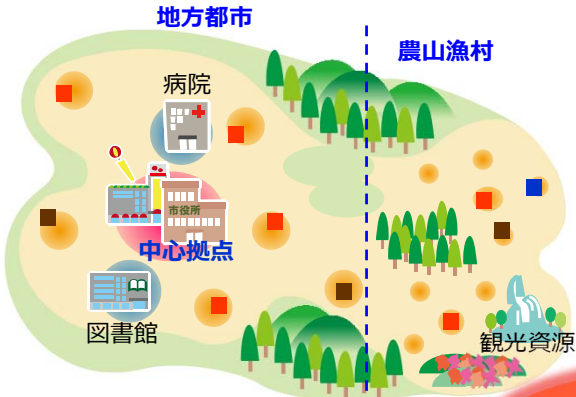 地方都市
農山漁村
病院
市役所
中心拠点
図書館
観光資源